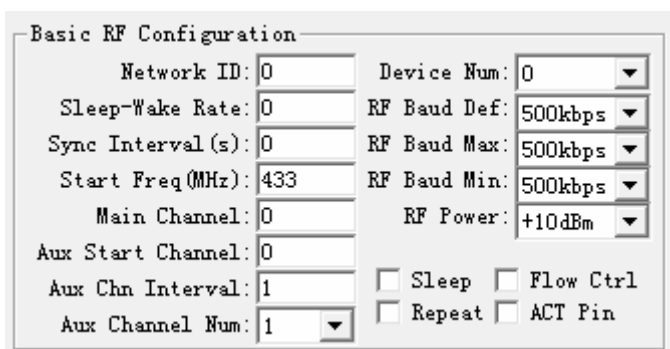 Basic RF Configuration
Network ID: 0 Device Num: 0
Sleep-Wake Rate: 0 RF Baud Def: 500kbps
Sync Interval(s): 0 RF Baud Max: 500kbps
Start Freq(MHz): 433 RF Baud Min: 500kbps
Main Channel: 0 RF Power: +10dBm
Aux Start Channel: 0
Aux Chn Interval: 1 Sleep Flow Ctrl
Aux Channel Num: 1 Repeat ACT Pin